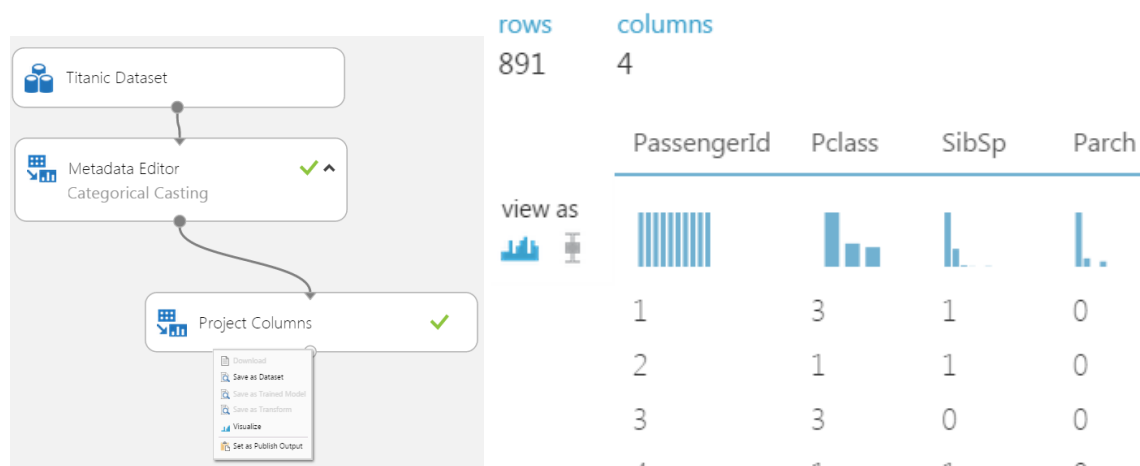 Titanic Dataset
Metadata Editor
Categorical Casting
Project Columns
Download
Save as Dataset
Save as Trained Model
Save as Transform
Visualize
Set as Publish Output
rows columns
891 4
PassengerId Pclass SibSp Parch
view as
1 3 1 0
2 1 1 0
3 3 0 0